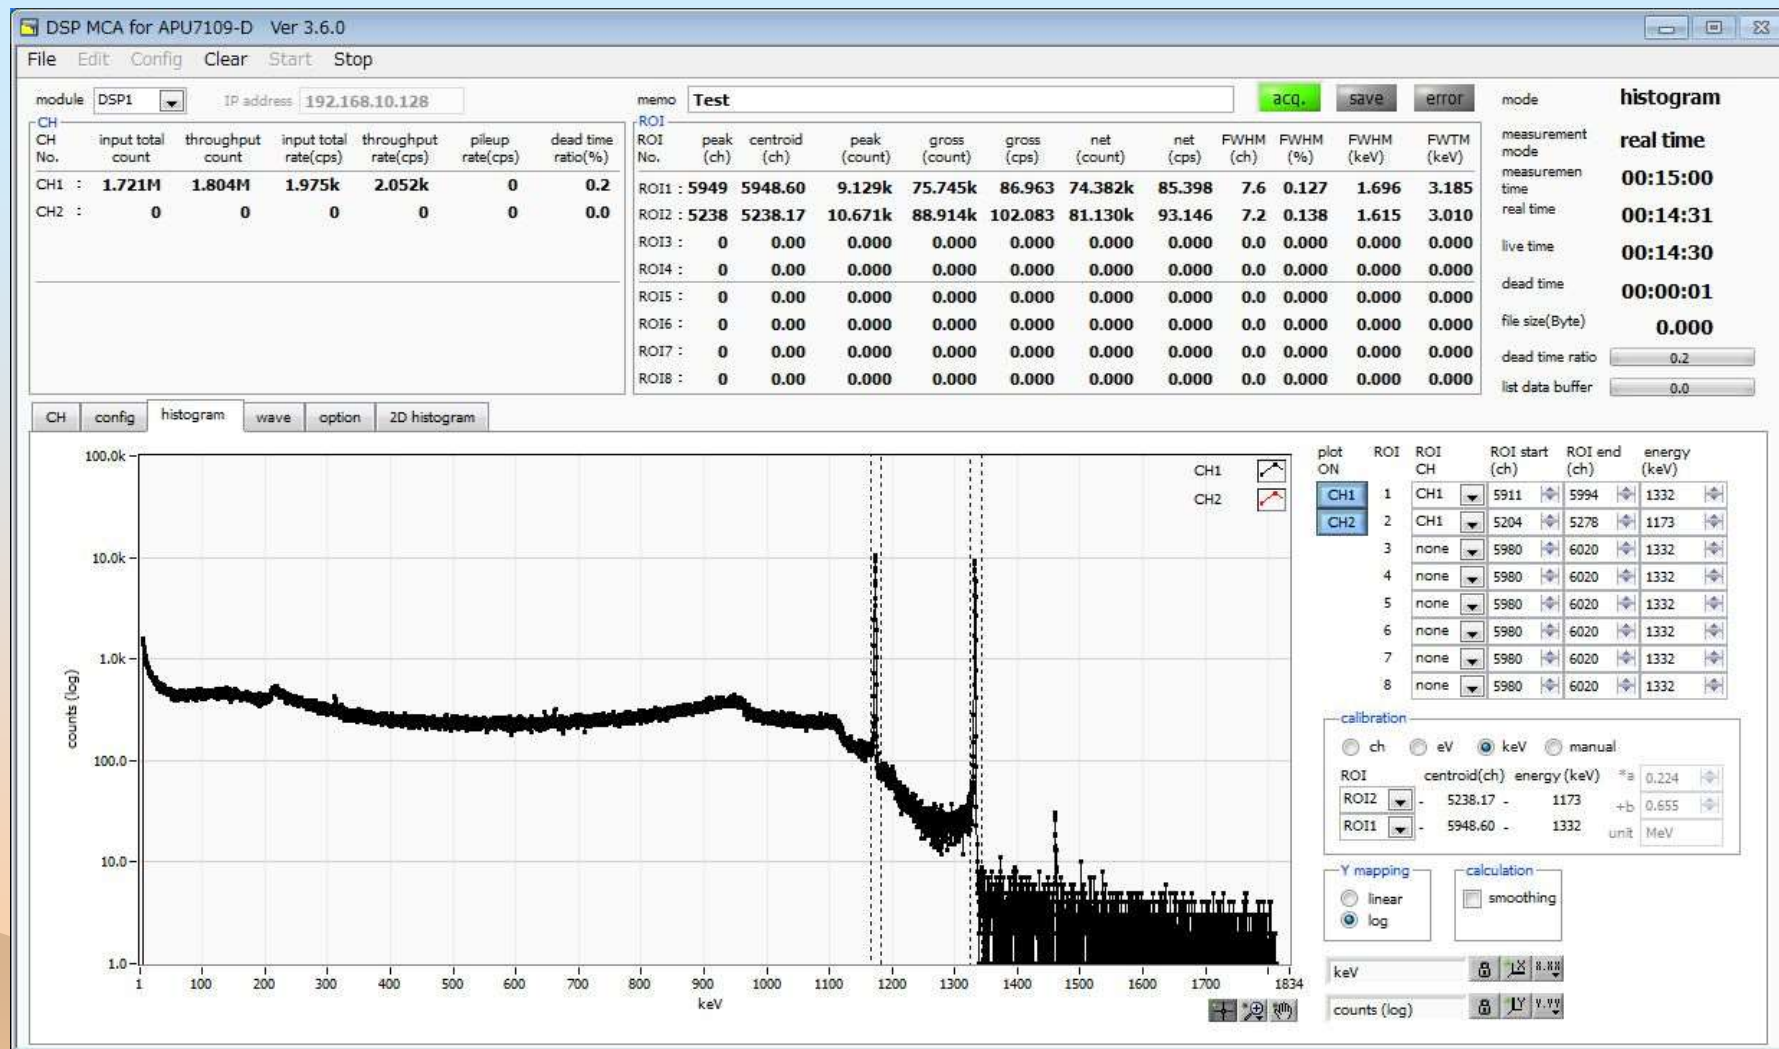 DSP MCA for APU7109-D Ver 3.6.0
File Edit Config Clear Start Stop
module DSP1 IP address 192.168.10.128 memo Test acq. save error mode histogram
CH
CH No. input total count throughput count input total rate(cps) throughput rate(cps) pileup rate(cps) dead time ratio(%)
CH1 : 1.721M 1.804M 1.975k 2.052k 0 0.2
CH2 : 0 0 0 0 0 0.0
ROI
ROI No. peak (ch) centroid (ch) peak (count) gross (count) gross (cps) net (count) net (cps) FWHM (ch) FWHM (%) FWHM (keV) FWTM (keV)
ROI1 : 5949 5948.60 9.129k 75.745k 86.963 74.382k 85.398 7.6 0.127 1.696 3.185
ROI2 : 5238 5238.17 10.671k 88.914k 102.083 81.130k 93.146 7.2 0.138 1.615 3.010
ROI3 : 0 0.00 0.000 0.000 0.000 0.000 0.000 0.0 0.000 0.000 0.000
ROI4 : 0 0.00 0.000 0.000 0.000 0.000 0.000 0.0 0.000 0.000 0.000
ROI5 : 0 0.00 0.000 0.000 0.000 0.000 0.000 0.0 0.000 0.000 0.000
ROI6 : 0 0.00 0.000 0.000 0.000 0.000 0.000 0.0 0.000 0.000 0.000
ROI7 : 0 0.00 0.000 0.000 0.000 0.000 0.000 0.0 0.000 0.000 0.000
ROI8 : 0 0.00 0.000 0.000 0.000 0.000 0.000 0.0 0.000 0.000 0.000
measurement mode real time
measuremen time 00:15:00
real time 00:14:31
live time 00:14:30
dead time 00:00:01
file size(Byte) 0.000
dead time ratio 0.2
list data buffer 0.0
CH config histogram wave option 2D histogram
100.0k
10.0k
1.0k
100.0
10.0
1.0
counts (log)
CH1
CH2
1 100 200 300 400 500 600 700 800 900 1000 1100 1200 1300 1400 1500 1600 1700 1834
keV
plot ON ROI ROI CH ROI start (ch) ROI end (ch) energy (keV)
CH1 1 CH1 5911 5994 1332
CH2 2 CH1 5204 5278 1173
3 none 5980 6020 1332
4 none 5980 6020 1332
5 none 5980 6020 1332
6 none 5980 6020 1332
7 none 5980 6020 1332
8 none 5980 6020 1332
calibration
ch eV keV manual
ROI centroid(ch) energy (keV) *a 0.224
ROI2 - 5238.17 - 1173 +b 0.655
ROI1 - 5948.60 - 1332 unit MeV
Y mapping
linear
log
calculation
smoothing
keV X X.XX
counts (log) Y Y.YY